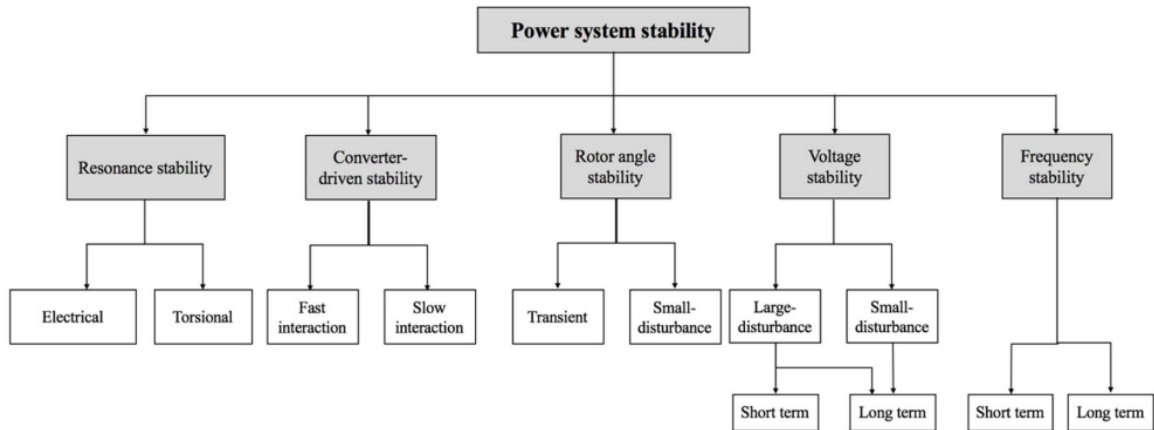 Power system stability
Resonance stability
Converter-
driven stability
Rotor angle
stability
Voltage
stability
Frequency
stability
Electrical
Torsional
Fast
interaction
Slow
interaction
Transient
Small-
disturbance
Large-
disturbance
Small-
disturbance
Short term
Long term
Short term
Long term